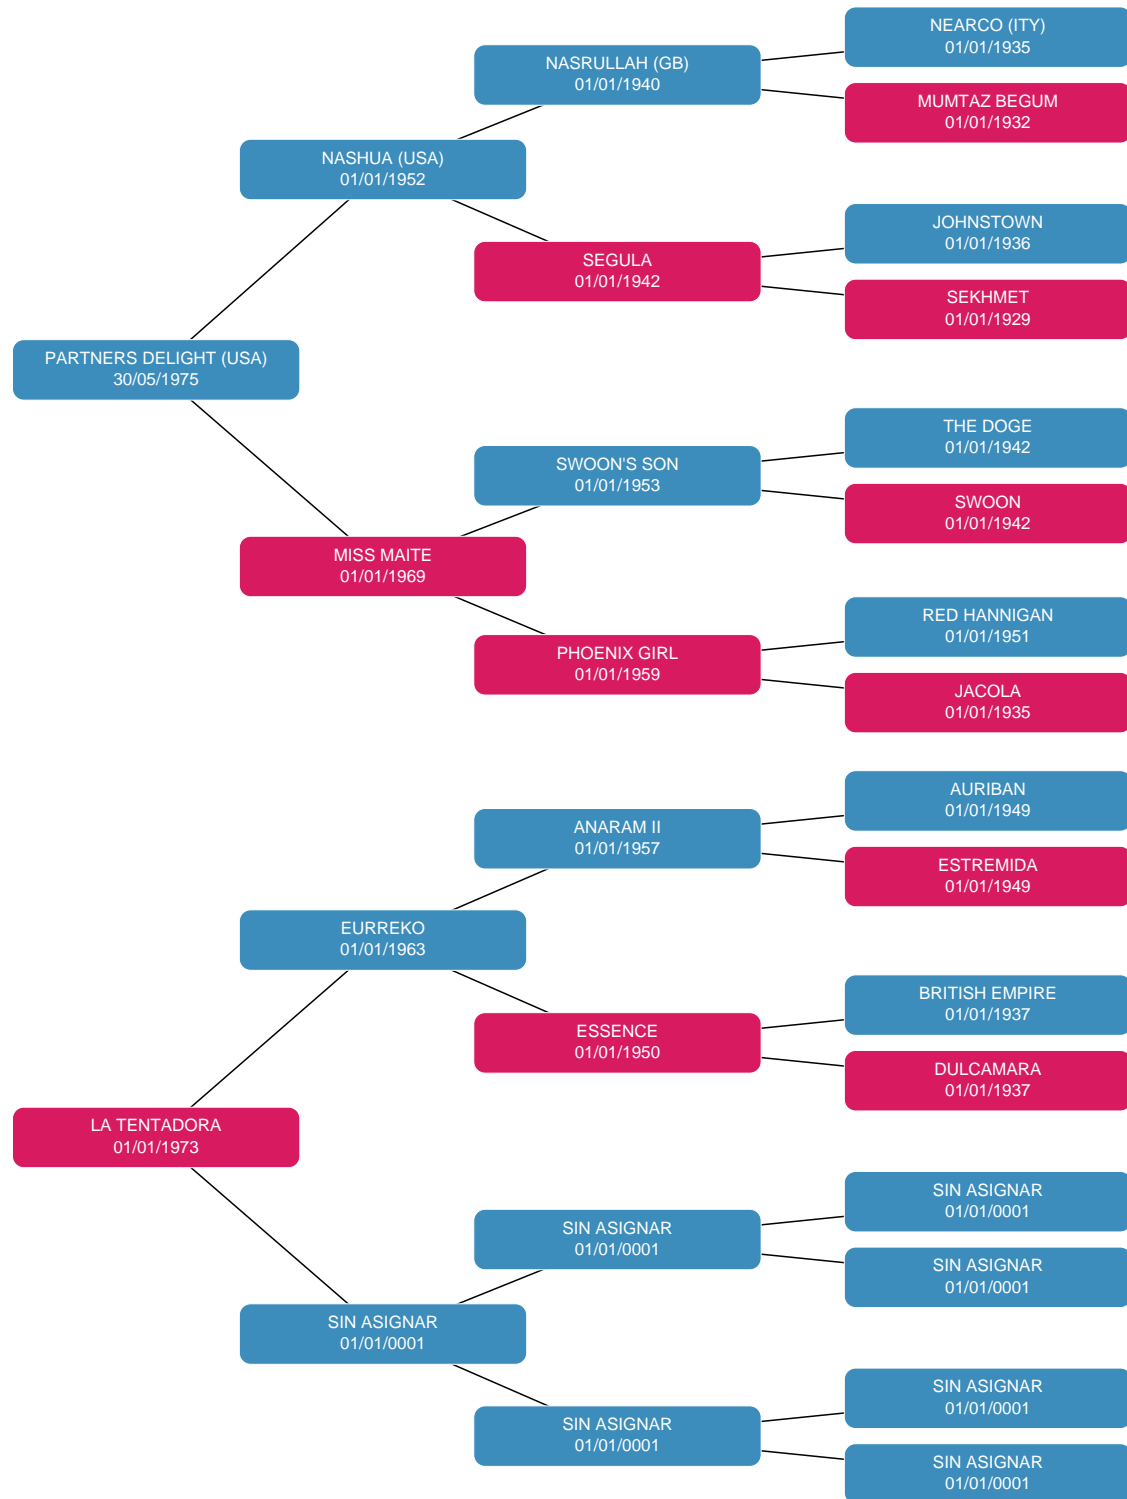 NEARCO (ITY)
01/01/1935
NASRULLAH (GB)
01/01/1940
MUMTAZ BEGUM
01/01/1932
NASHUA (USA)
01/01/1952
JOHNSTOWN
01/01/1936
SEGULA
01/01/1942
SEKHMET
01/01/1929
PARTNERS DELIGHT (USA)
30/05/1975
THE DOGE
01/01/1942
SWOON'S SON
01/01/1953
SWOON
01/01/1942
MISS MAITE
01/01/1969
RED HANNIGAN
01/01/1951
PHOENIX GIRL
01/01/1959
JACOLA
01/01/1935
AURIBAN
01/01/1949
ANARAM II
01/01/1957
ESTREMIDA
01/01/1949
EURREKO
01/01/1963
BRITISH EMPIRE
01/01/1937
ESSENCE
01/01/1950
DULCAMARA
01/01/1937
LA TENTADORA
01/01/1973
SIN ASIGNAR
01/01/0001
SIN ASIGNAR
01/01/0001
SIN ASIGNAR
01/01/0001
SIN ASIGNAR
01/01/0001
SIN ASIGNAR
01/01/0001
SIN ASIGNAR
01/01/0001
SIN ASIGNAR
01/01/0001